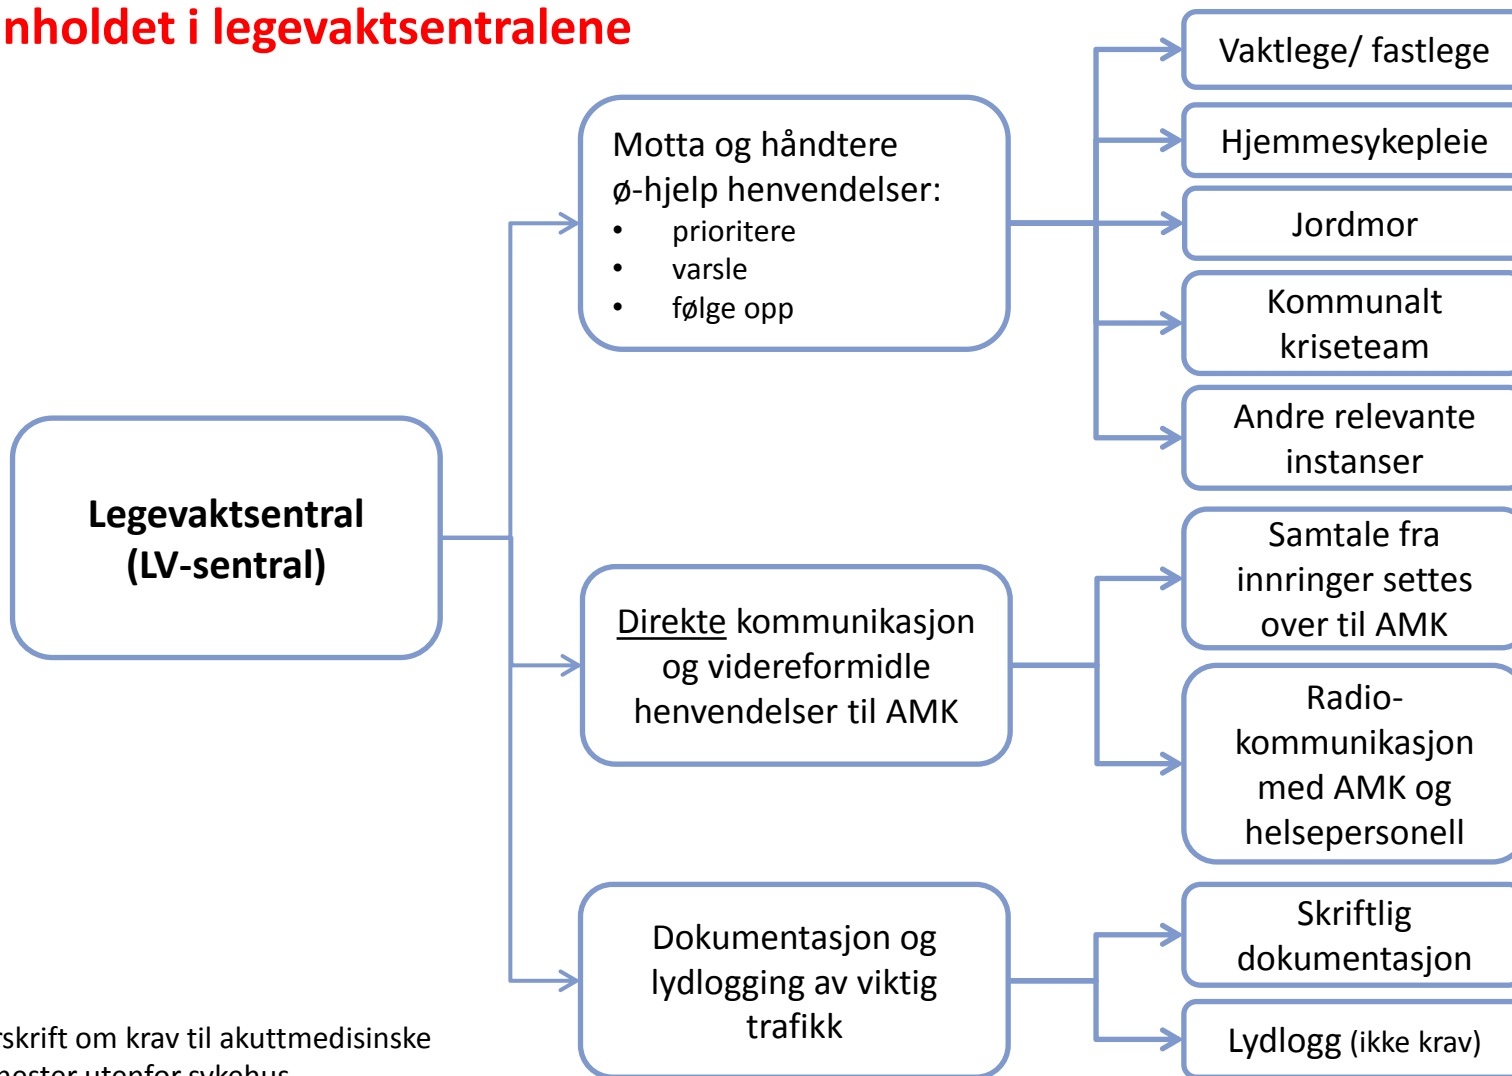 nholdet i legevaktsentralene
Legevaktsentral
(LV-sentral)
Motta og håndtere
ø-hjelp henvendelser:
• prioritere
• varsle
• følge opp
Vaktlege/ fastlege
Hjemmesykepleie
Jordmor
Kommunalt
kriseteam
Andre relevante
instanser
Direkte kommunikasjon
og videreformidle
henvendelser til AMK
Samtale fra
innringer settes
over til AMK
Radio-
kommunikasjon
med AMK og
helsepersonell
Dokumentasjon og
lydlogging av viktig
trafikk
Skriftlig
dokumentasjon
Lydlogg (ikke krav)
rskrift om krav til akuttmedisinske
nester utenfor sykehus